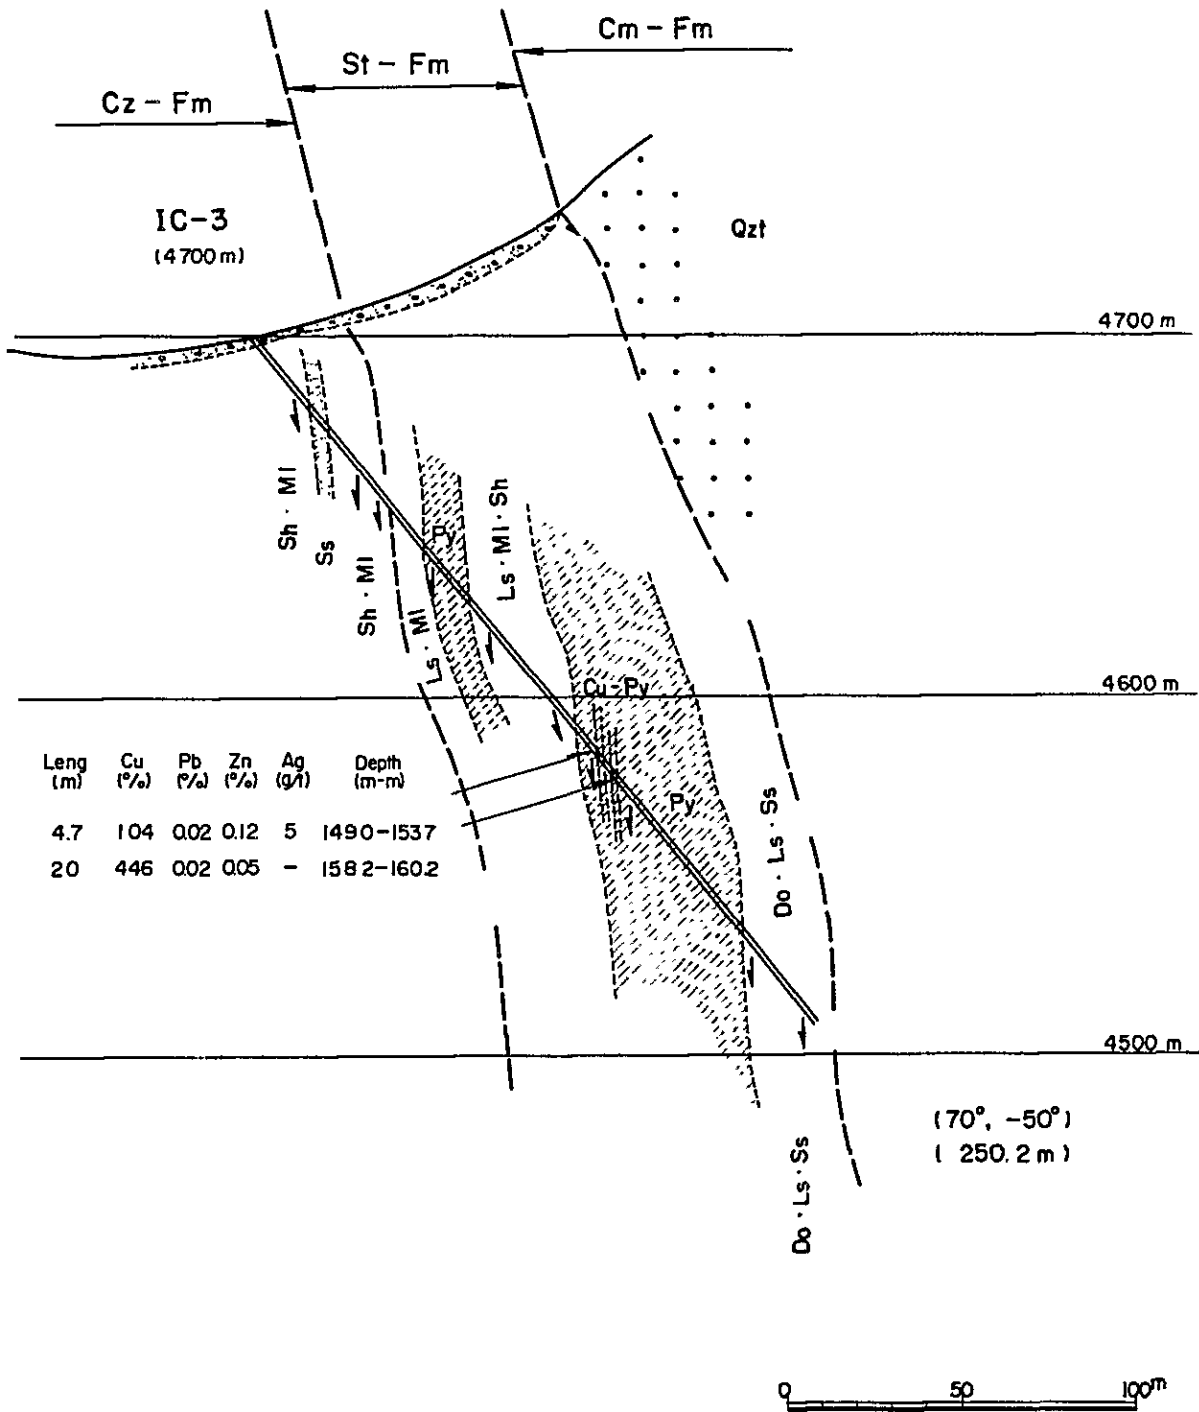 Cm - Fm
St - Fm
Cz - Fm
IC-3
(4700 m)
Qzt
4700 m
Sh · Ml
Ss
Sh · Ml
Py
Ls · Ml
Ls · Ml · Sh
4600 m
Cu - Py
Py
Do · Ls · Ss
Leng Cu Pb Zn Ag Depth
(m) (%) (%) (%) (g/t) (m-m)
4.7 1 04 0.02 0.12 5 149 0-153 7
2 0 4 46 0.02 0.05 - 158 2-160.2
4500 m
(70°, -50°)
( 250.2 m )
Do · Ls · Ss
0 50 100m